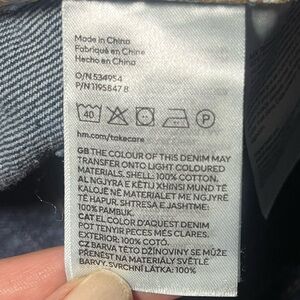 Made in China
Fabriqué en Chine
Hecho en China
O/N 534954
P/N 1195847 8
40
P
hm.com/takecare
GB THE COLOUR OF THIS DENIM MAY
TRANSFER ONTO LIGHT COLOURED
MATERIALS. SHELL: 100% COTTON.
AL NGJYRA E KËTIJ XHINSI MUND TË
KALOJË NË MATERIALET ME NGJYRË
TË HAPUR. SHTRESA E JASHTME:
100% PAMBUK.
CAT EL COLOR D'AQUEST DENIM
POT TENYIR PECES MÉS CLARES.
EXTERIOR: 100% COTÓ.
CZ BARVA TÉTO DŽÍNOVINY SE MŮŽE
PŘENÉST NA MATERIÁLY SVĚTLÉ
BARVY. SVRCHNÍ LÁTKA: 100%